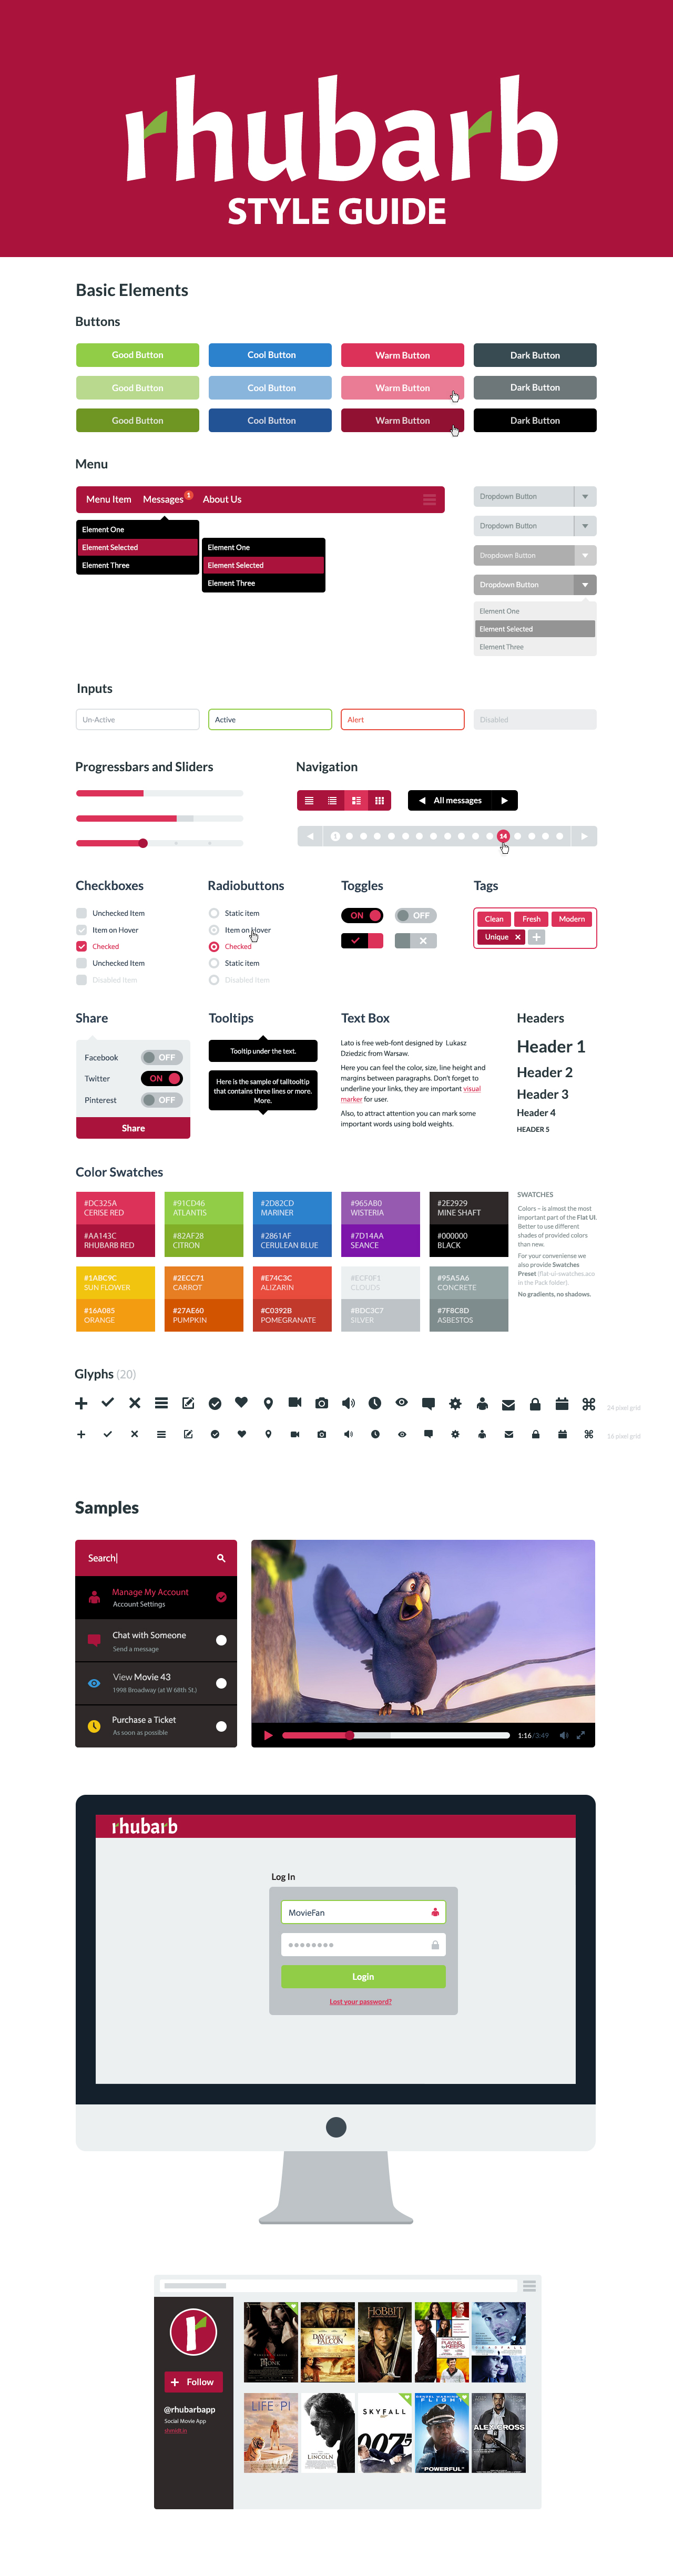 rhubarb
STYLE GUIDE
Basic Elements
Buttons
Good Button
Cool Button
Warm Button
Dark Button
Good Button
Cool Button
Warm Button
Dark Button
Good Button
Cool Button
Warm Button
Dark Button
Menu
Menu Item
Messages
1
About Us
Element One
Element Selected
Element Three
Element One
Element Selected
Element Three
Dropdown Button
Dropdown Button
Dropdown Button
Dropdown Button
Element One
Element Selected
Element Three
Inputs
Un-Active
Active
Alert
Disabled
Progressbars and Sliders
Navigation
All messages
1
14
Checkboxes
Unchecked Item
Item on Hover
Checked
Unchecked Item
Disabled Item
Radiobuttons
Static item
Item on Hover
Checked
Static item
Disabled Item
Toggles
ON
OFF
Tags
Clean
Fresh
Modern
Unique
Share
Facebook
OFF
Twitter
ON
Pinterest
OFF
Share
Tooltips
Tooltip under the text.
Here is the sample of talltooltip
that contains three lines or more.
More.
Text Box
Lato is free web-font designed by Lukasz
Dziedzic from Warsaw.
Here you can feel the color, size, line height and
margins between paragraphs. Don't forget to
underline your links, they are important visual
marker for user.
Also, to attract attention you can mark some
important words using bold weights.
Headers
Header 1
Header 2
Header 3
Header 4
HEADER 5
Color Swatches
#DC325A
CERISE RED
#AA143C
RHUBARB RED
#91CD46
ATLANTIS
#82AF28
CITRON
#2D82CD
MARINER
#2861AF
CERULEAN BLUE
#965AB0
WISTERIA
#7D14AA
SEANCE
#2E2929
MINE SHAFT
#000000
BLACK
#1ABC9C
SUN FLOWER
#16A085
ORANGE
#2ECC71
CARROT
#27AE60
PUMPKIN
#E74C3C
ALIZARIN
#C0392B
POMEGRANATE
#ECF0F1
CLOUDS
#BDC3C7
SILVER
#95A5A6
CONCRETE
#7F8C8D
ASBESTOS
SWATCHES
Colors – is almost the most
important part of the Flat UI.
Better to use different
shades of provided colors
than new.
For your conveniense we
also provide Swatches
Preset (flat-ui-swatches.aco
in the Pack folder).
No gradients, no shadows.
Glyphs (20)
24 pixel grid
16 pixel grid
Samples
Search
Manage My Account
Account Settings
Chat with Someone
Send a message
View Movie 43
1998 Broadway (at W 68th St.)
Purchase a Ticket
As soon as possible
1:16/3:49
rhubarb
Log In
MovieFan
Login
Lost your password?
r
Follow
@rhubarbapp
Social Movie App
THE MONK
DAY OF THE
FALCON
THE HOBBIT
PLAYING
FOR KEEPS
LIFE OF PI
LINCOLN
SKYFALL
007
FLIGHT
"POWERFUL"
ALEX CROSS